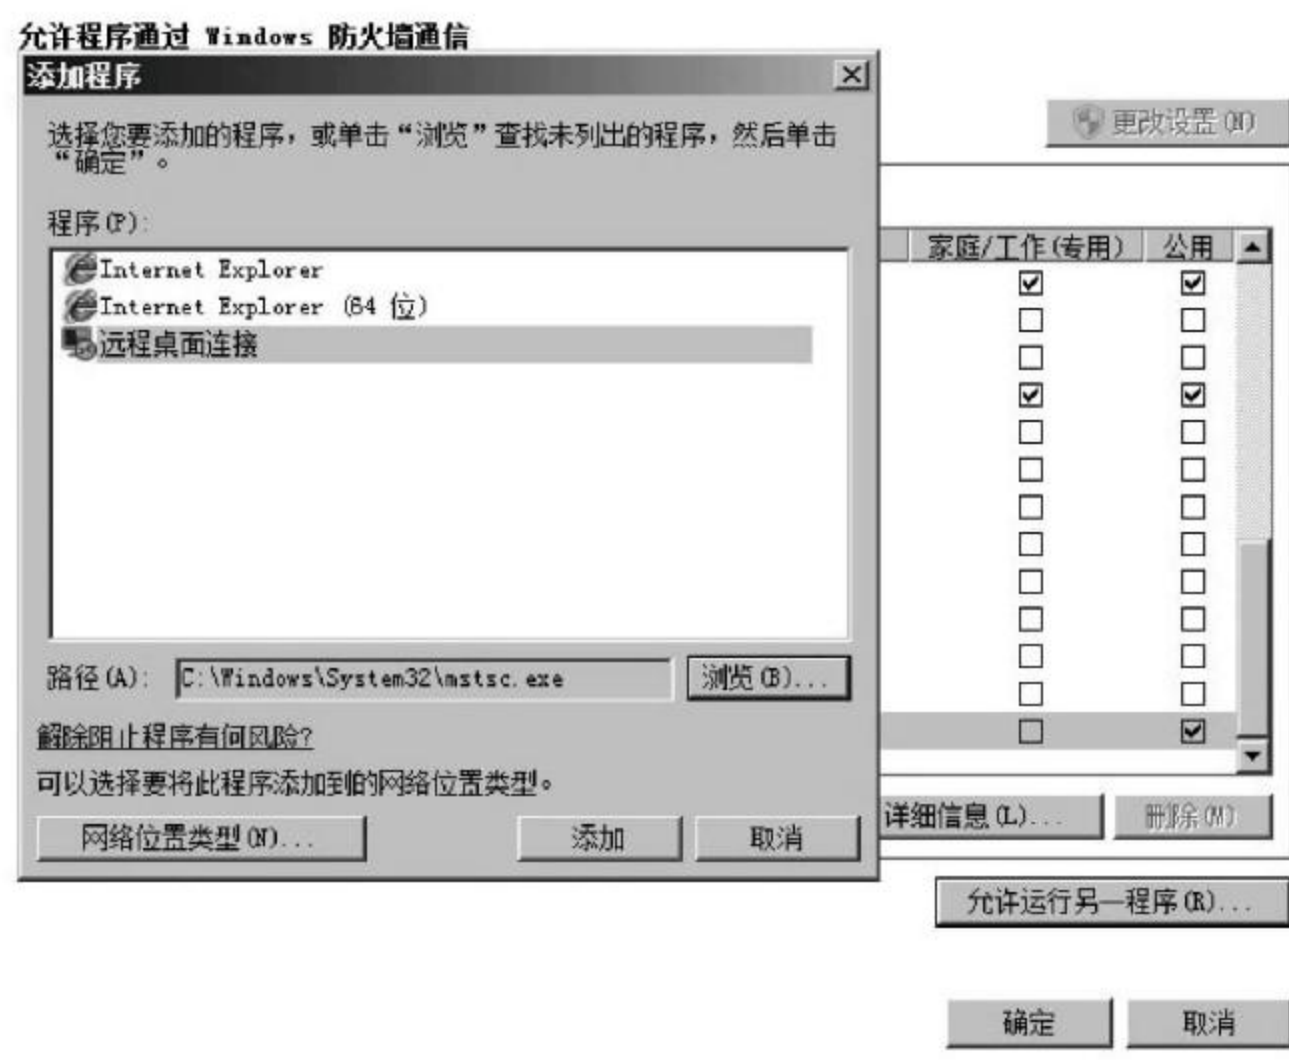 允许程序通过 Windows 防火墙通信
添加程序
选择您要添加的程序，或单击“浏览”查找未列出的程序，然后单击
“确定”。
程序(P):
Internet Explorer
Internet Explorer (64 位)
远程桌面连接
路径(A):
C:\Windows\System32\mstsc.exe
浏览(B)...
解除阻止程序有何风险?
可以选择要将此程序添加到的网络位置类型。
网络位置类型(N)...
添加
取消
更改设置(N)
家庭/工作(专用)
公用
详细信息(L)...
删除(M)
允许运行另一程序(R)...
确定
取消